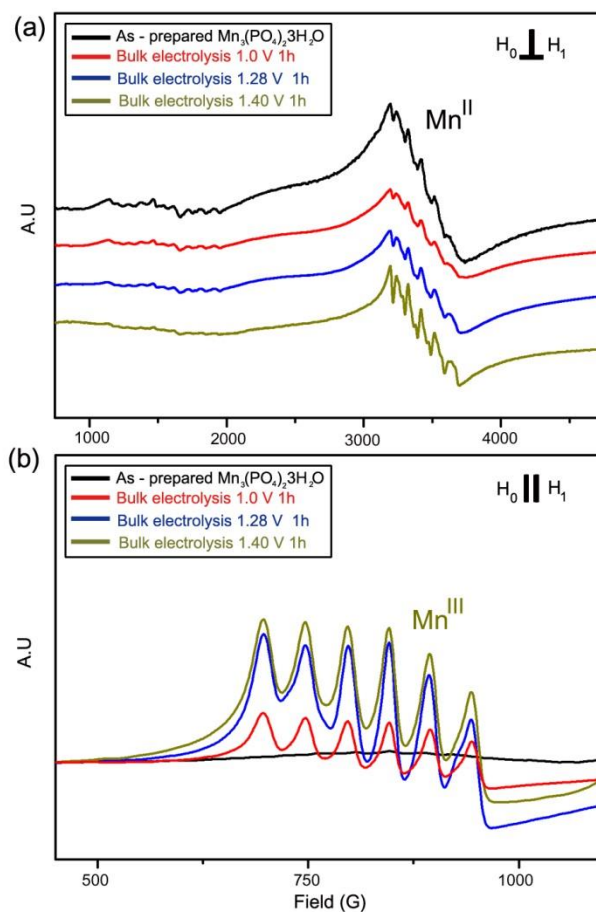 (a)
As - prepared Mn₃(PO₄)₂3H₂O
Bulk electrolysis 1.0 V 1h
Bulk electrolysis 1.28 V 1h
Bulk electrolysis 1.40 V 1h
H₀ ⊥ H₁
Mnᴵᴵ
A.U
1000 2000 3000 4000
(b)
As - prepared Mn₃(PO₄)₂3H₂O
Bulk electrolysis 1.0 V 1h
Bulk electrolysis 1.28 V 1h
Bulk electrolysis 1.40 V 1h
H₀ || H₁
Mnᴵᴵᴵ
A.U
500 750 1000
Field (G)